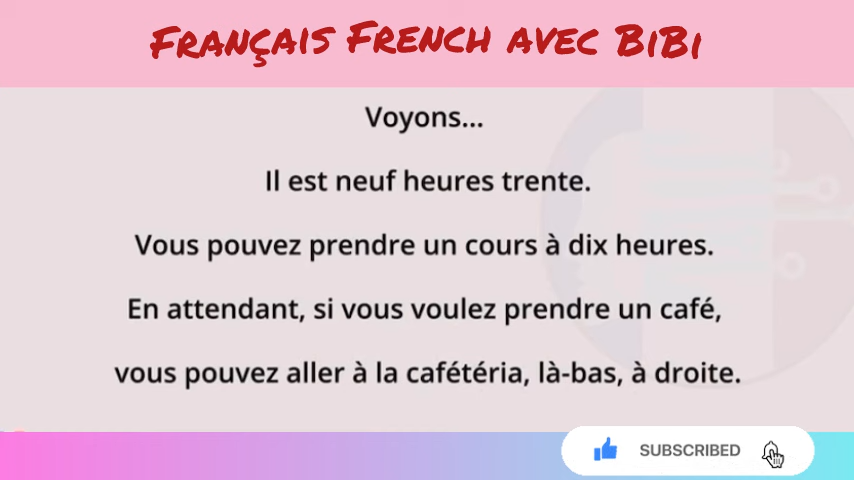 Français French avec BiBi
Voyons...
Il est neuf heures trente.
Vous pouvez prendre un cours à dix heures.
En attendant, si vous voulez prendre un café,
vous pouvez aller à la cafétéria, là-bas, à droite.
SUBSCRIBED